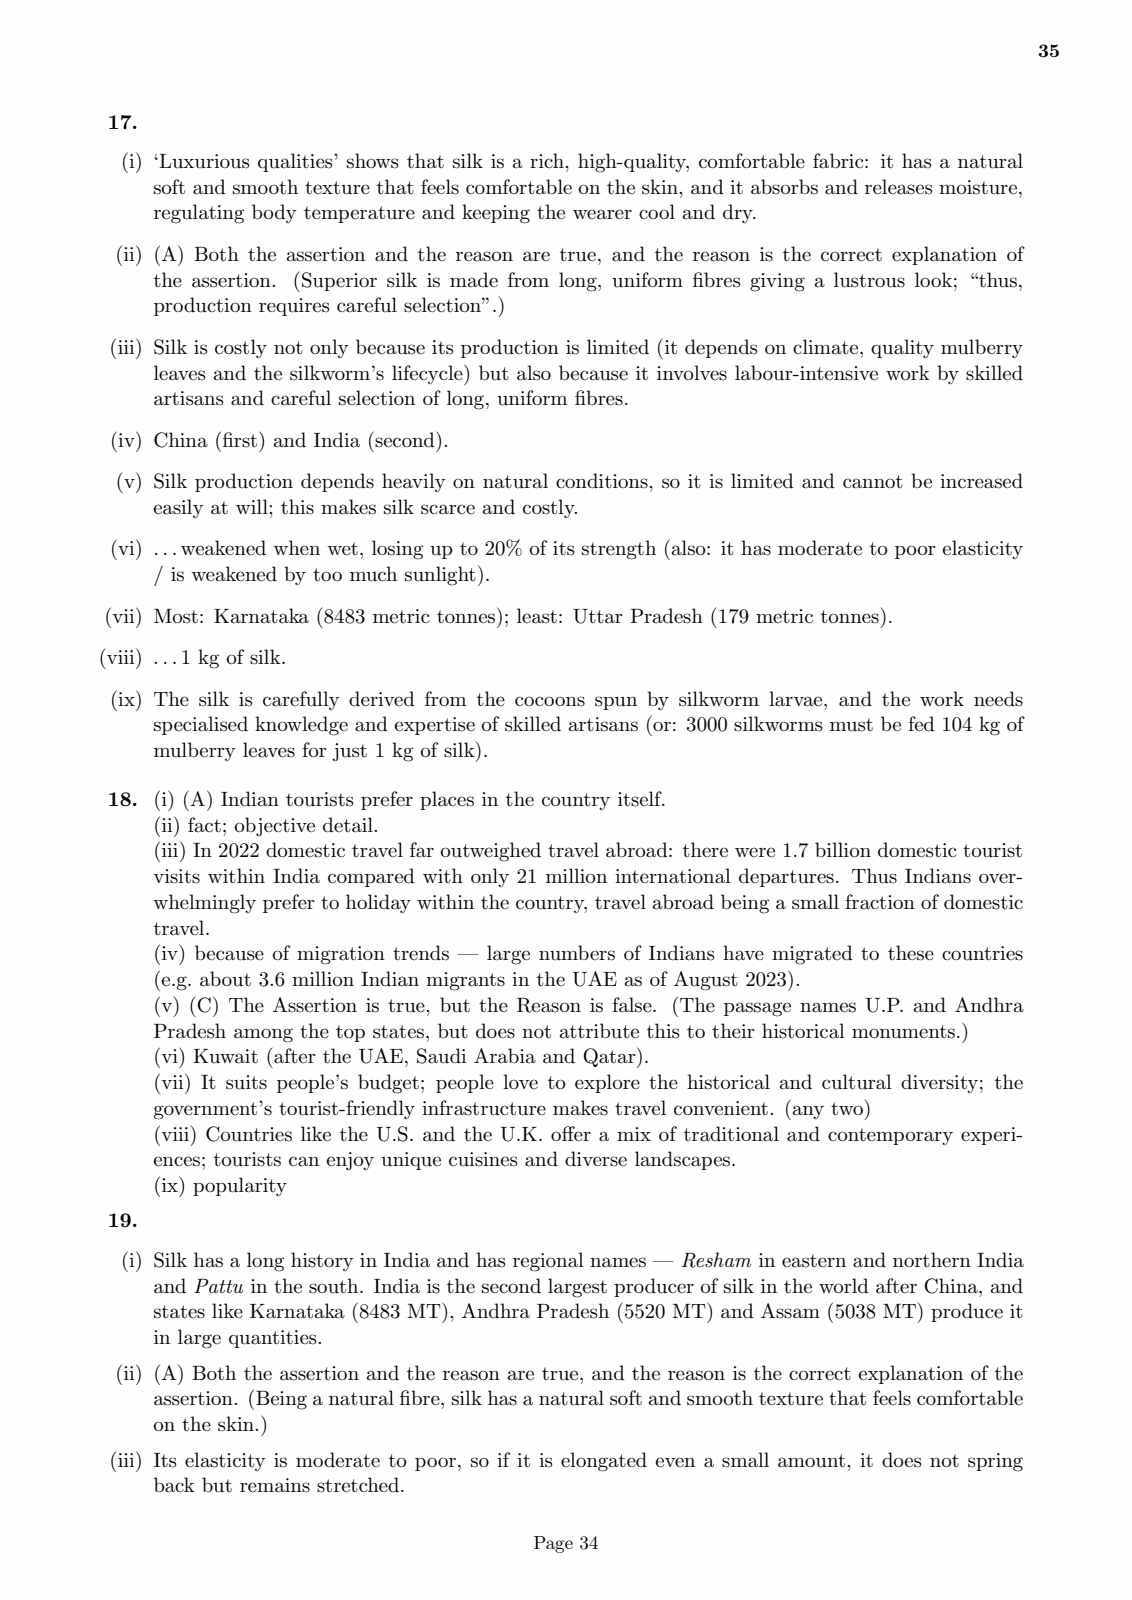 35
17.
(i) ‘Luxurious qualities’ shows that silk is a rich, high-quality, comfortable fabric: it has a natural
soft and smooth texture that feels comfortable on the skin, and it absorbs and releases moisture,
regulating body temperature and keeping the wearer cool and dry.
(ii) (A) Both the assertion and the reason are true, and the reason is the correct explanation of
the assertion. (Superior silk is made from long, uniform fibres giving a lustrous look; “thus,
production requires careful selection”.)
(iii) Silk is costly not only because its production is limited (it depends on climate, quality mulberry
leaves and the silkworm’s lifecycle) but also because it involves labour-intensive work by skilled
artisans and careful selection of long, uniform fibres.
(iv) China (first) and India (second).
(v) Silk production depends heavily on natural conditions, so it is limited and cannot be increased
easily at will; this makes silk scarce and costly.
(vi) ...weakened when wet, losing up to 20% of its strength (also: it has moderate to poor elasticity
/ is weakened by too much sunlight).
(vii) Most: Karnataka (8483 metric tonnes); least: Uttar Pradesh (179 metric tonnes).
(viii) ...1 kg of silk.
(ix) The silk is carefully derived from the cocoons spun by silkworm larvae, and the work needs
specialised knowledge and expertise of skilled artisans (or: 3000 silkworms must be fed 104 kg of
mulberry leaves for just 1 kg of silk).
18. (i) (A) Indian tourists prefer places in the country itself.
(ii) fact; objective detail.
(iii) In 2022 domestic travel far outweighed travel abroad: there were 1.7 billion domestic tourist
visits within India compared with only 21 million international departures. Thus Indians over-
whelmingly prefer to holiday within the country, travel abroad being a small fraction of domestic
travel.
(iv) because of migration trends — large numbers of Indians have migrated to these countries
(e.g. about 3.6 million Indian migrants in the UAE as of August 2023).
(v) (C) The Assertion is true, but the Reason is false. (The passage names U.P. and Andhra
Pradesh among the top states, but does not attribute this to their historical monuments.)
(vi) Kuwait (after the UAE, Saudi Arabia and Qatar).
(vii) It suits people’s budget; people love to explore the historical and cultural diversity; the
government’s tourist-friendly infrastructure makes travel convenient. (any two)
(viii) Countries like the U.S. and the U.K. offer a mix of traditional and contemporary experi-
ences; tourists can enjoy unique cuisines and diverse landscapes.
(ix) popularity
19.
(i) Silk has a long history in India and has regional names — Resham in eastern and northern India
and Pattu in the south. India is the second largest producer of silk in the world after China, and
states like Karnataka (8483 MT), Andhra Pradesh (5520 MT) and Assam (5038 MT) produce it
in large quantities.
(ii) (A) Both the assertion and the reason are true, and the reason is the correct explanation of the
assertion. (Being a natural fibre, silk has a natural soft and smooth texture that feels comfortable
on the skin.)
(iii) Its elasticity is moderate to poor, so if it is elongated even a small amount, it does not spring
back but remains stretched.
Page 34